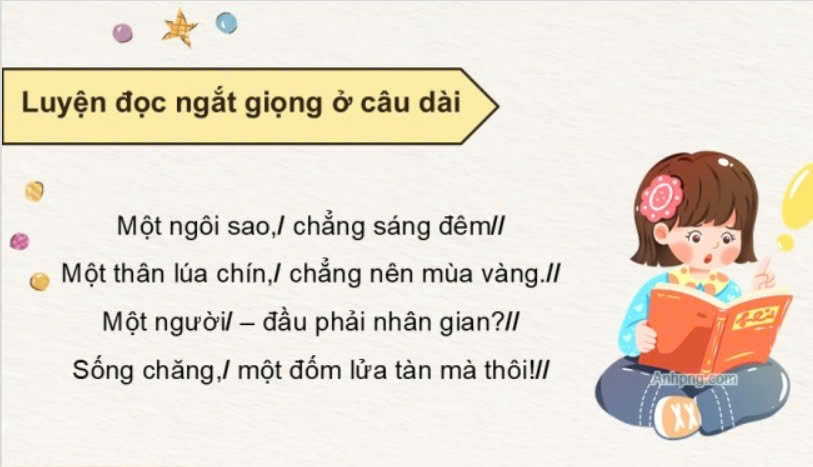 Luyện đọc ngắt giọng ở câu dài
Một ngôi sao,/ chẳng sáng đêm//
Một thân lúa chín,/ chẳng nên mùa vàng.//
Một người/ – đầu phải nhân gian?//
Sống chăng,/ một đốm lửa tàn mà thôi!//
Anhpng.com